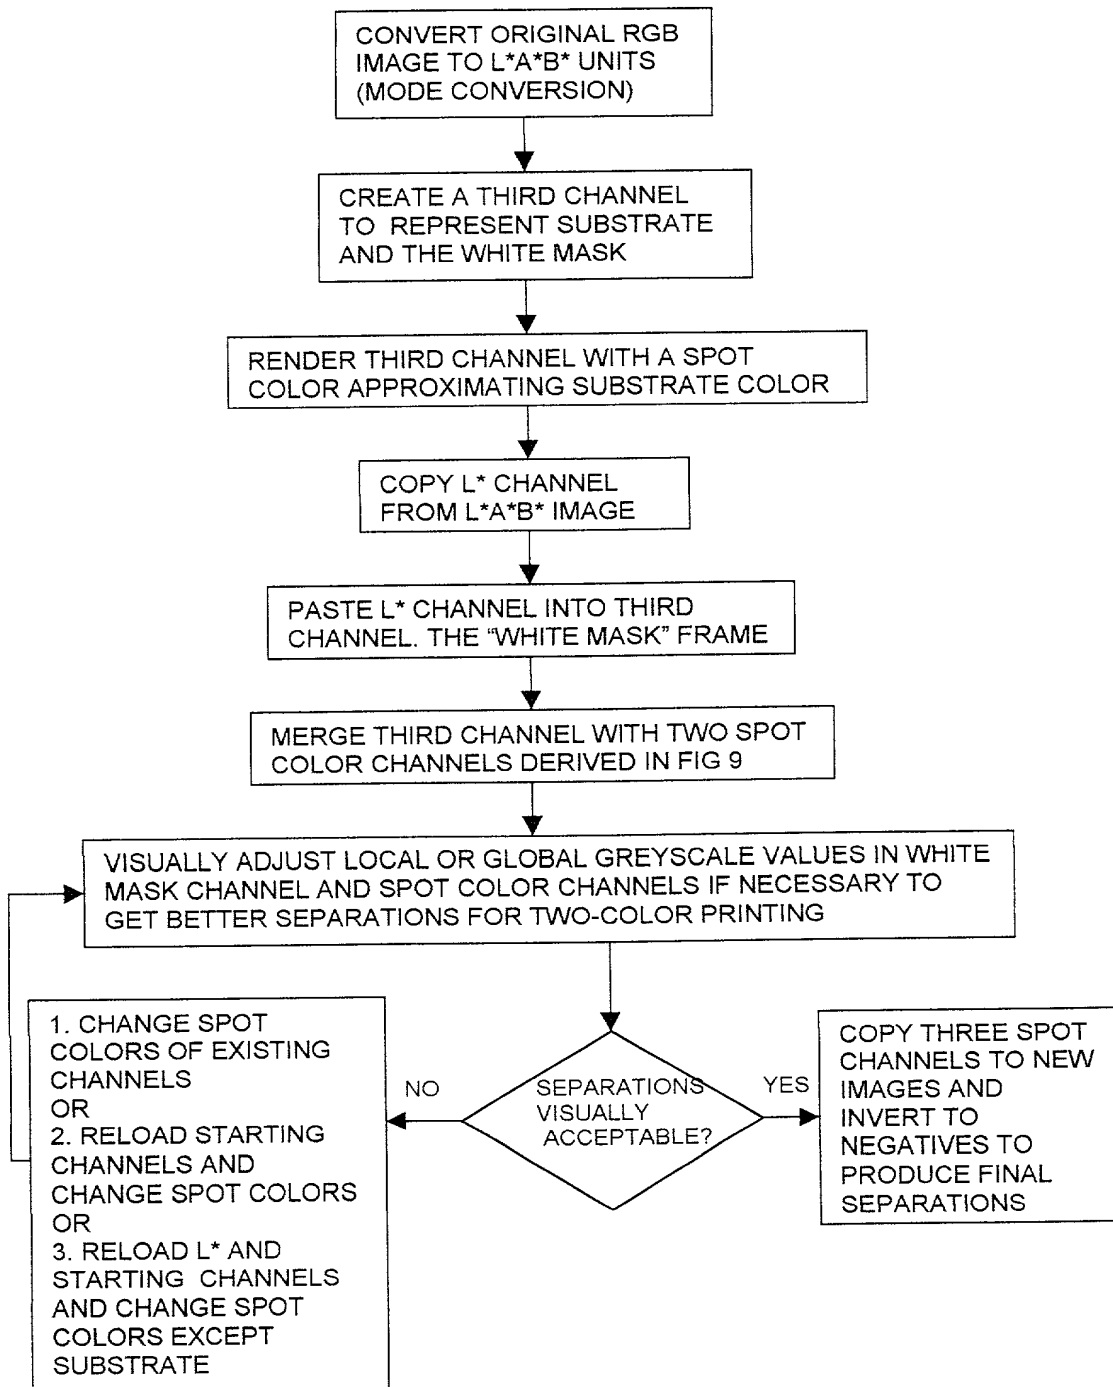 CONVERT ORIGINAL RGB
IMAGE TO L*A*B* UNITS
(MODE CONVERSION)
CREATE A THIRD CHANNEL
TO REPRESENT SUBSTRATE
AND THE WHITE MASK
RENDER THIRD CHANNEL WITH A SPOT
COLOR APPROXIMATING SUBSTRATE COLOR
COPY L* CHANNEL
FROM L*A*B* IMAGE
PASTE L* CHANNEL INTO THIRD
CHANNEL. THE “WHITE MASK” FRAME
MERGE THIRD CHANNEL WITH TWO SPOT
COLOR CHANNELS DERIVED IN FIG 9
VISUALLY ADJUST LOCAL OR GLOBAL GREYSCALE VALUES IN WHITE
MASK CHANNEL AND SPOT COLOR CHANNELS IF NECESSARY TO
GET BETTER SEPARATIONS FOR TWO-COLOR PRINTING
SEPARATIONS
VISUALLY
ACCEPTABLE?
NO
1. CHANGE SPOT
COLORS OF EXISTING
CHANNELS
OR
2. RELOAD STARTING
CHANNELS AND
CHANGE SPOT COLORS
OR
3. RELOAD L* AND
STARTING CHANNELS
AND CHANGE SPOT
COLORS EXCEPT
SUBSTRATE
YES
COPY THREE SPOT
CHANNELS TO NEW
IMAGES AND
INVERT TO
NEGATIVES TO
PRODUCE FINAL
SEPARATIONS